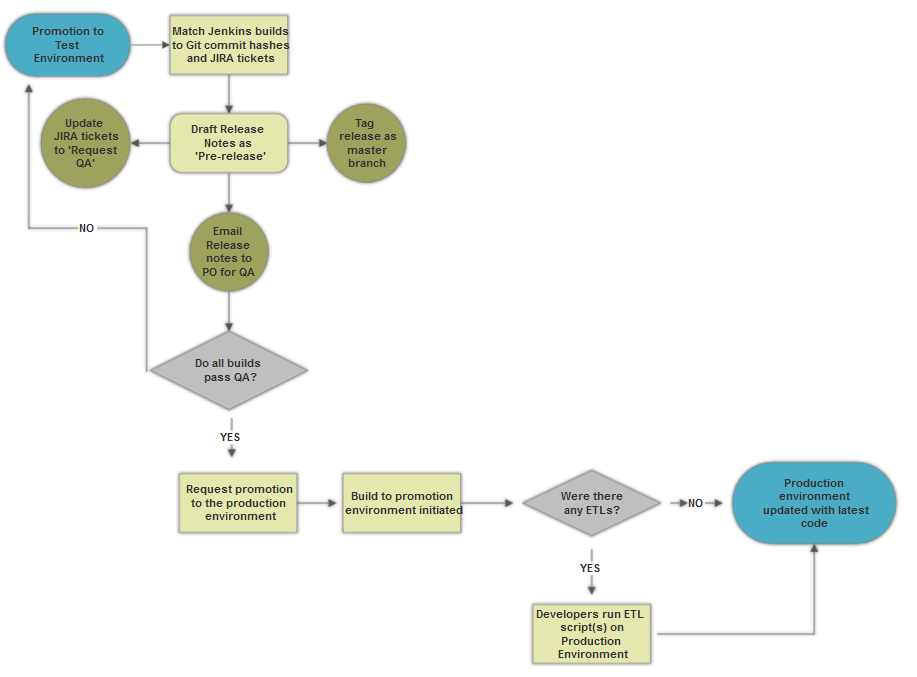 Promotion to
Test
Environment
Match Jenkins builds
to Git commit hashes
and JIRA tickets
Update
JIRA tickets
to 'Request
QA'
Draft Release
Notes as
'Pre-release'
Tag
release as
master
branch
NO
Email
Release
notes to
PO for QA
Do all builds
pass QA?
YES
Request promotion
to the production
environment
Build to promotion
environment initiated
Were there
any ETLs?
NO
Production
environment
updated with latest
code
YES
Developers run ETL
script(s) on
Production
Environment